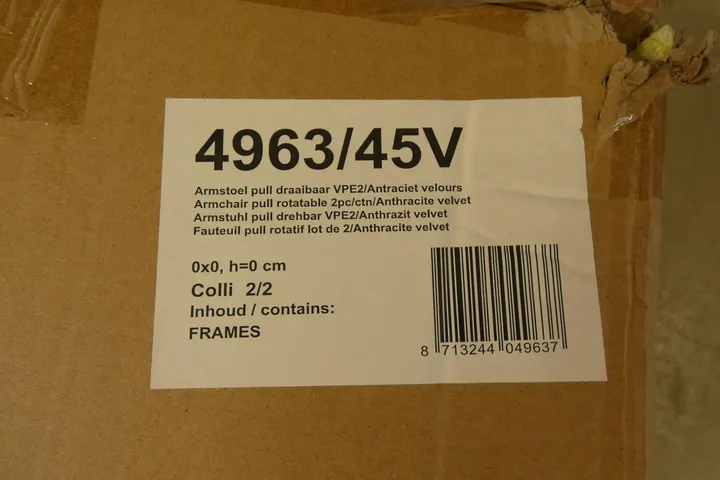 4963/45V
Armstoel pull draaibaar VPE2/Antraciet velours
Armchair pull rotatable 2pc/ctn/Anthracite velvet
Armstuhl pull drehbar VPE2/Anthrazit velvet
Fauteuil pull rotatif lot de 2/Anthracite velvet
0x0, h=0 cm
Colli 2/2
Inhoud / contains:
FRAMES
8 713244 049637